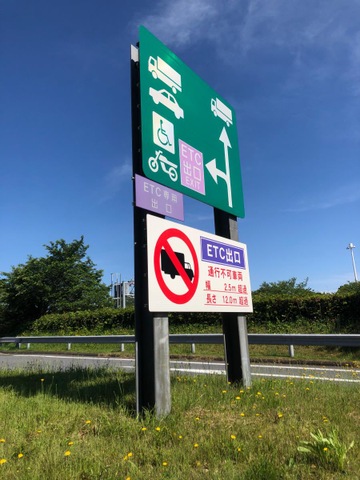 ETC
出口
EXIT
ETC専用
出口
ETC出口
通行不可車両
幅 2.5m 超過
長さ 12.0m 超過